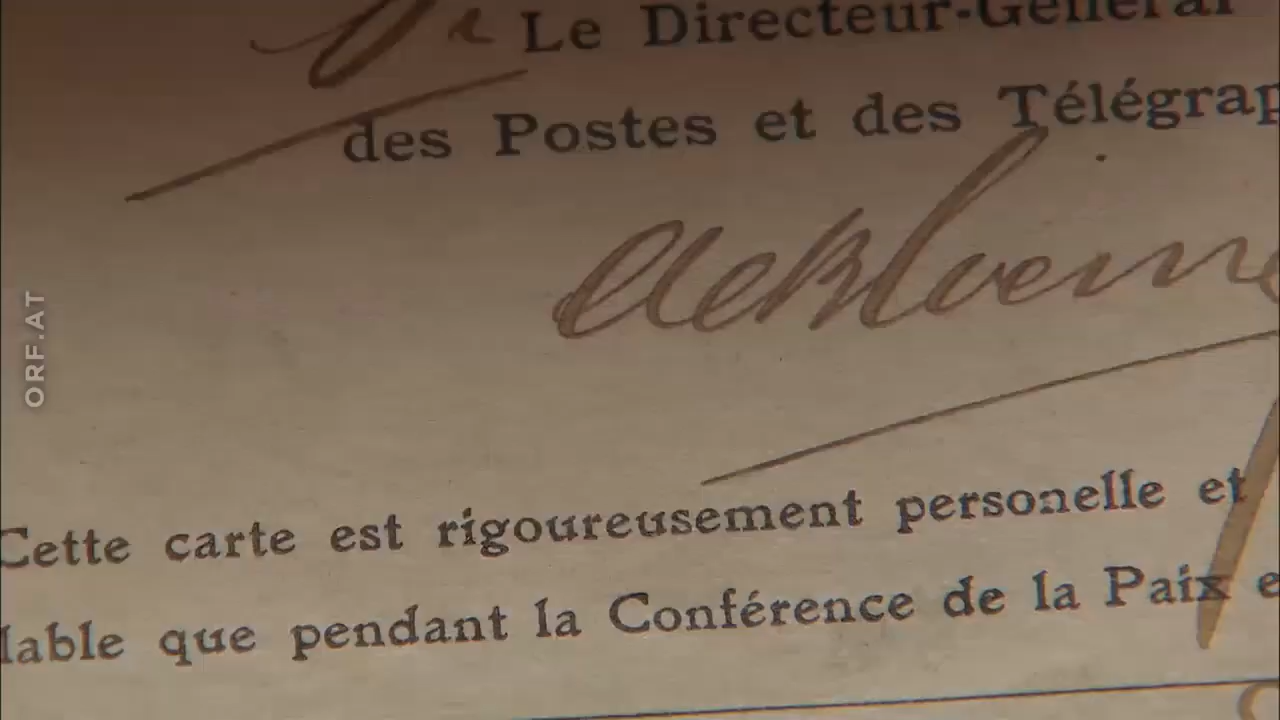 Le Directeur-Général
des Postes et des Télégrap
ORF.AT
Cette carte est rigoureusement personelle et
lable que pendant la Conférence de la Paix e